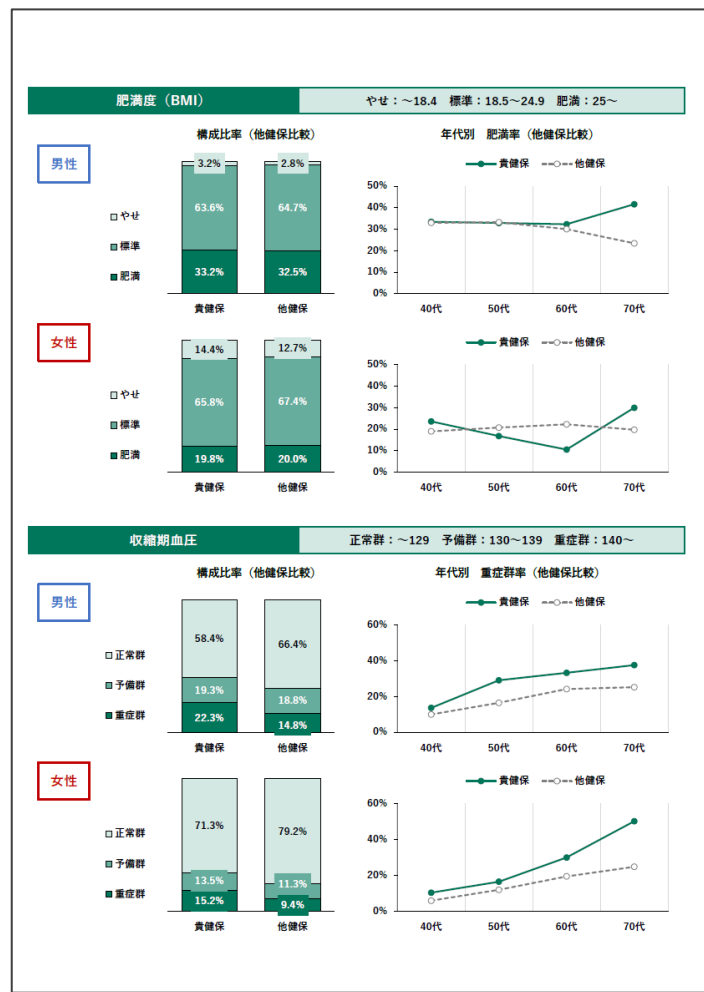 肥満度（BMI） やせ：～18.4 標準：18.5～24.9 肥満：25～
男性
構成比率（他健保比較）
やせ
標準
肥満
3.2% 2.8%
63.6% 64.7%
33.2% 32.5%
貴健保 他健保
年代別 肥満率（他健保比較）
貴健保 他健保
50%
40%
30%
20%
10%
0%
40代 50代 60代 70代
女性
やせ
標準
肥満
14.4% 12.7%
65.8% 67.4%
19.8% 20.0%
貴健保 他健保
貴健保 他健保
50%
40%
30%
20%
10%
0%
40代 50代 60代 70代
収縮期血圧 正常群：～129 予備群：130～139 重症群：140～
男性
構成比率（他健保比較）
正常群
予備群
重症群
58.4% 66.4%
19.3% 18.8%
22.3% 14.8%
貴健保 他健保
年代別 重症群率（他健保比較）
貴健保 他健保
60%
40%
20%
0%
40代 50代 60代 70代
女性
正常群
予備群
重症群
71.3% 79.2%
13.5% 11.3%
15.2% 9.4%
貴健保 他健保
貴健保 他健保
60%
40%
20%
0%
40代 50代 60代 70代